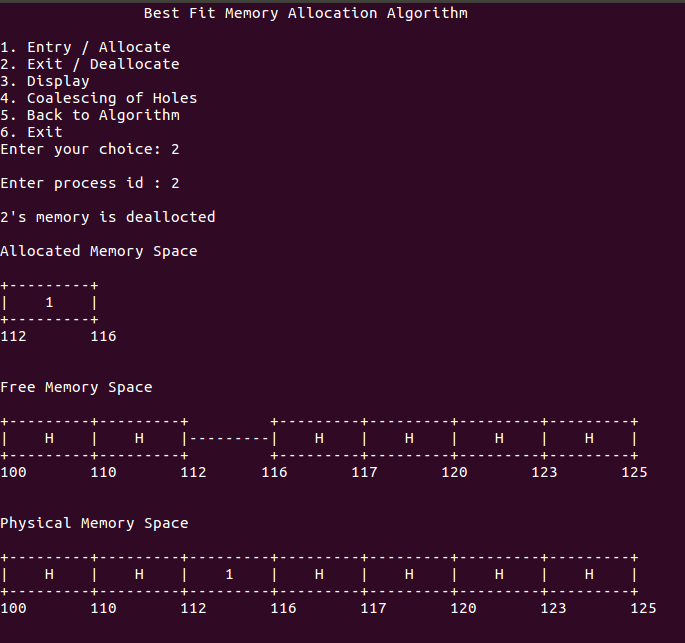 Best Fit Memory Allocation Algorithm
1. Entry / Allocate
2. Exit / Deallocate
3. Display
4. Coalescing of Holes
5. Back to Algorithm
6. Exit
Enter your choice: 2
Enter process id : 2
2's memory is deallocted
Allocated Memory Space
+---------+
|    1    |
+---------+
112       116
Free Memory Space
+---------+---------+         +---------+---------+---------+---------+
|    H    |    H    |---------|    H    |    H    |    H    |    H    |
+---------+---------+         +---------+---------+---------+---------+
100       110       112      116       117       120       123       125
Physical Memory Space
+---------+---------+---------+---------+---------+---------+---------+
|    H    |    H    |    1    |    H    |    H    |    H    |    H    |
+---------+---------+---------+---------+---------+---------+---------+
100       110       112       116       117       120       123       125